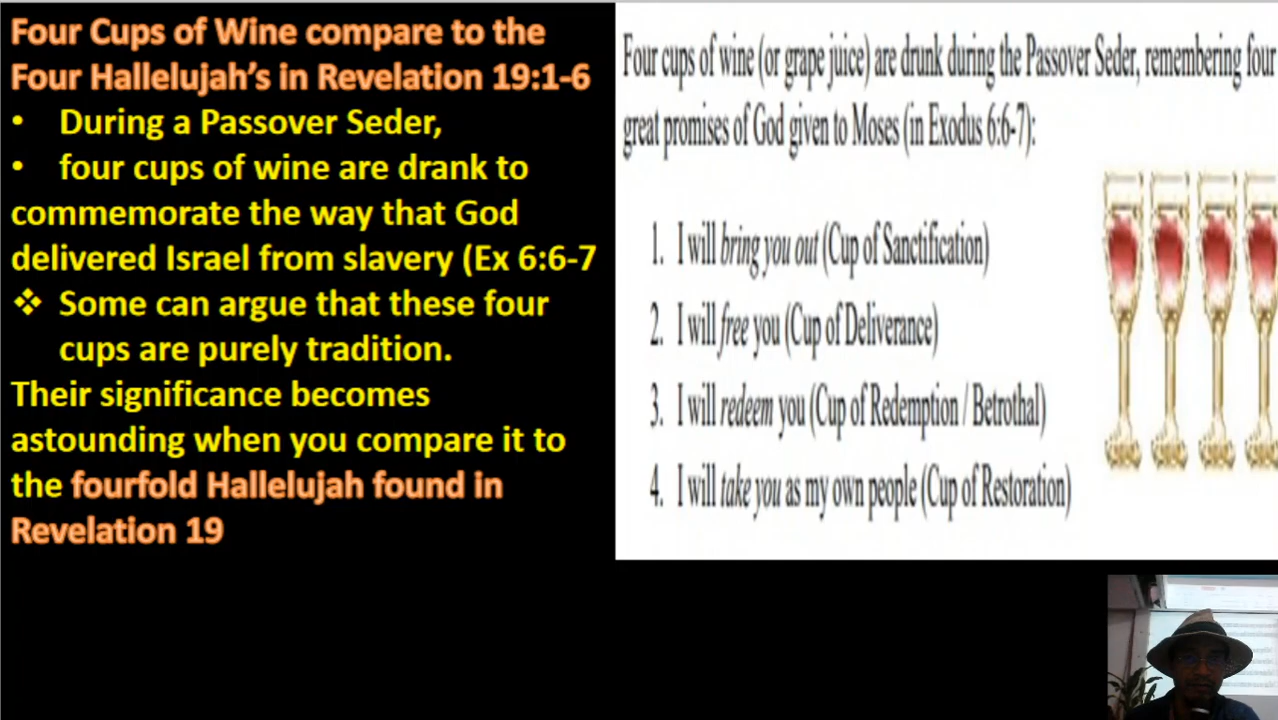 Four Cups of Wine compare to the
Four Hallelujah's in Revelation 19:1-6
• During a Passover Seder,
• four cups of wine are drank to
commemorate the way that God
delivered Israel from slavery (Ex 6:6-7
❖ Some can argue that these four
cups are purely tradition.
Their significance becomes
astounding when you compare it to
the fourfold Hallelujah found in
Revelation 19
Four cups of wine (or grape juice) are drunk during the Passover Seder, remembering four
great promises of God given to Moses (in Exodus 6:6-7):
1. I will bring you out (Cup of Sanctification)
2. I will free you (Cup of Deliverance)
3. I will redeem you (Cup of Redemption / Betrothal)
4. I will take you as my own people (Cup of Restoration)